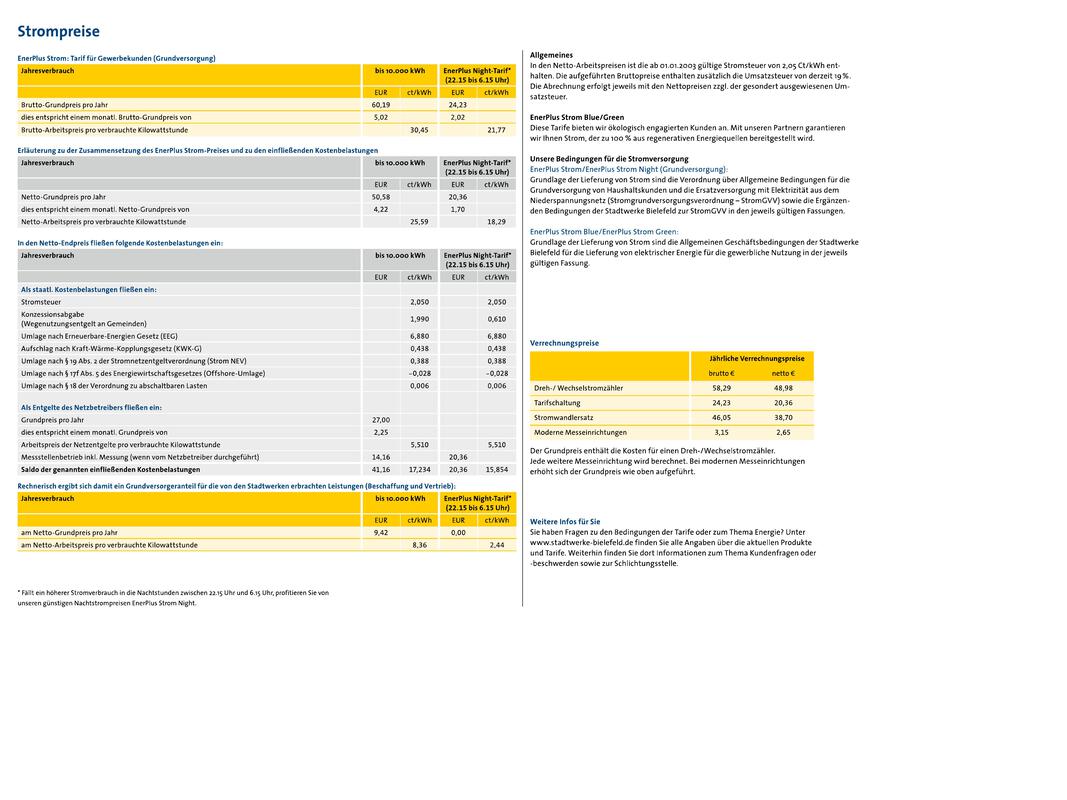 Strompreise
EnerPlus Strom: Tarif für Gewerbekunden (Grundversorgung)
Jahresverbrauch bis 10.000 kWh EnerPlus Night-Tarif*
(22.15 bis 6.15 Uhr)
EUR ct/kWh EUR ct/kWh
Brutto-Grundpreis pro Jahr 60,19 24,23
dies entspricht einem monatl. Brutto-Grundpreis von 5,02 2,02
Brutto-Arbeitspreis pro verbrauchte Kilowattstunde 30,45 21,77
Erläuterung zu der Zusammensetzung des EnerPlus Strom-Preises und zu den einfließenden Kostenbelastungen
Jahresverbrauch bis 10.000 kWh EnerPlus Night-Tarif*
(22.15 bis 6.15 Uhr)
EUR ct/kWh EUR ct/kWh
Netto-Grundpreis pro Jahr 50,58 20,36
dies entspricht einem monatl. Netto-Grundpreis von 4,22 1,70
Netto-Arbeitspreis pro verbrauchte Kilowattstunde 25,59 18,29
In den Netto-Endpreis fließen folgende Kostenbelastungen ein:
Jahresverbrauch bis 10.000 kWh EnerPlus Night-Tarif*
(22.15 bis 6.15 Uhr)
EUR ct/kWh EUR ct/kWh
Als staatl. Kostenbelastungen fließen ein:
Stromsteuer 2,050 2,050
Konzessionsabgabe
(Wegenutzungsentgelt an Gemeinden) 1,990 0,610
Umlage nach Erneuerbare-Energien Gesetz (EEG) 6,880 6,880
Aufschlag nach Kraft-Wärme-Kopplungsgesetz (KWK-G) 0,438 0,438
Umlage nach § 19 Abs. 2 der Stromnetzentgeltverordnung (Strom NEV) 0,388 0,388
Umlage nach § 17f Abs. 5 des Energiewirtschaftsgesetzes (Offshore-Umlage) –0,028 –0,028
Umlage nach § 18 der Verordnung zu abschaltbaren Lasten 0,006 0,006
Als Entgelte des Netzbetreibers fließen ein:
Grundpreis pro Jahr 27,00
dies entspricht einem monatl. Grundpreis von 2,25
Arbeitspreis der Netzentgelte pro verbrauchte Kilowattstunde 5,510 5,510
Messstellenbetrieb inkl. Messung (wenn vom Netzbetreiber durchgeführt) 14,16 20,36
Saldo der genannten einfließenden Kostenbelastungen 41,16 17,234 20,36 15,854
Rechnerisch ergibt sich damit ein Grundversorgeranteil für die von den Stadtwerken erbrachten Leistungen (Beschaffung und Vertrieb):
Jahresverbrauch bis 10.000 kWh EnerPlus Night-Tarif*
(22.15 bis 6.15 Uhr)
EUR ct/kWh EUR ct/kWh
am Netto-Grundpreis pro Jahr 9,42 0,00
am Netto-Arbeitspreis pro verbrauchte Kilowattstunde 8,36 2,44
* Fällt ein höherer Stromverbrauch in die Nachtstunden zwischen 22.15 Uhr und 6.15 Uhr, profitieren Sie von
unseren günstigen Nachtstrompreisen EnerPlus Strom Night.
Allgemeines
In den Netto-Arbeitspreisen ist die ab 01.01.2003 gültige Stromsteuer von 2,05 Ct/kWh ent-
halten. Die aufgeführten Bruttopreise enthalten zusätzlich die Umsatzsteuer von derzeit 19 %.
Die Abrechnung erfolgt jeweils mit den Nettopreisen zzgl. der gesondert ausgewiesenen Um-
satzsteuer.
EnerPlus Strom Blue/Green
Diese Tarife bieten wir ökologisch engagierten Kunden an. Mit unseren Partnern garantieren
wir Ihnen Strom, der zu 100 % aus regenerativen Energiequellen bereitgestellt wird.
Unsere Bedingungen für die Stromversorgung
EnerPlus Strom/EnerPlus Strom Night (Grundversorgung):
Grundlage der Lieferung von Strom sind die Verordnung über Allgemeine Bedingungen für die
Grundversorgung von Haushaltskunden und die Ersatzversorgung mit Elektrizität aus dem
Niederspannungsnetz (Stromgrundversorgungsverordnung – StromGVV) sowie die Ergänzen-
den Bedingungen der Stadtwerke Bielefeld zur StromGVV in den jeweils gültigen Fassungen.
EnerPlus Strom Blue/EnerPlus Strom Green:
Grundlage der Lieferung von Strom sind die Allgemeinen Geschäftsbedingungen der Stadtwerke
Bielefeld für die Lieferung von elektrischer Energie für die gewerbliche Nutzung in der jeweils
gültigen Fassung.
Verrechnungspreise
Jährliche Verrechnungspreise
brutto € netto €
Dreh-/ Wechselstromzähler 58,29 48,98
Tarifschaltung 24,23 20,36
Stromwandlersatz 46,05 38,70
Moderne Messeinrichtungen 3,15 2,65
Der Grundpreis enthält die Kosten für einen Dreh-/Wechselstromzähler.
Jede weitere Messeinrichtung wird berechnet. Bei modernen Messeinrichtungen
erhöht sich der Grundpreis wie oben aufgeführt.
Weitere Infos für Sie
Sie haben Fragen zu den Bedingungen der Tarife oder zum Thema Energie? Unter
www.stadtwerke-bielefeld.de finden Sie alle Angaben über die aktuellen Produkte
und Tarife. Weiterhin finden Sie dort Informationen zum Thema Kundenfragen oder
-beschwerden sowie zur Schlichtungsstelle.